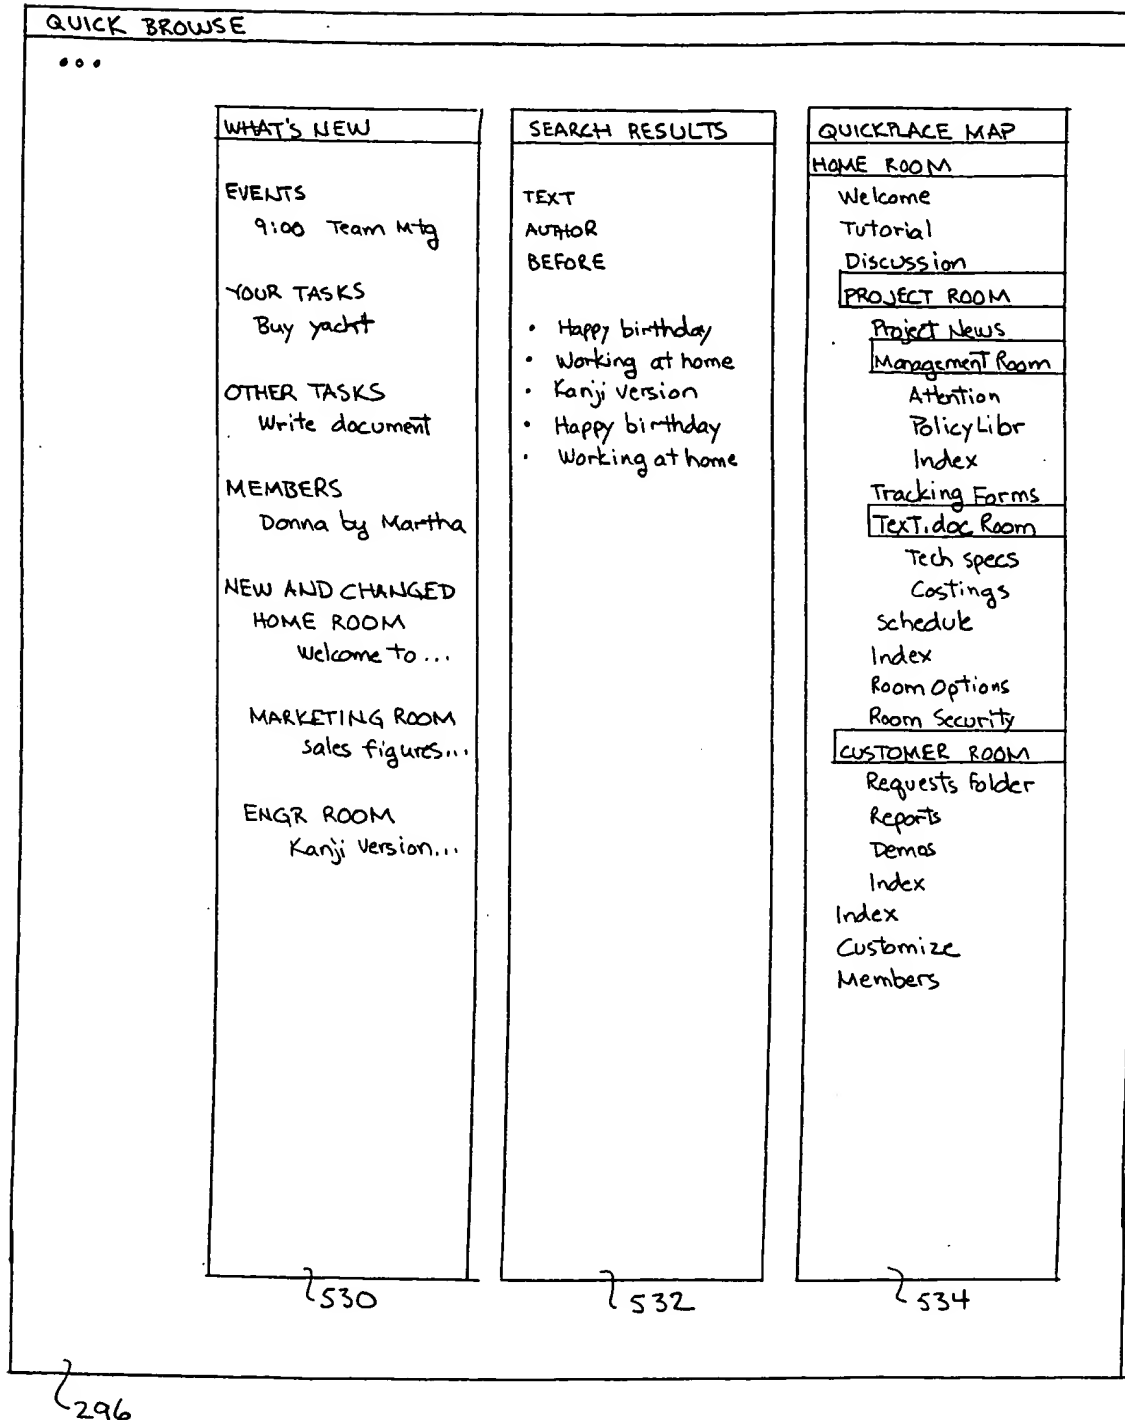 QUICK BROWSE
...
WHAT'S NEW
EVENTS
9:00 Team Mtg
YOUR TASKS
Buy yacht
OTHER TASKS
Write document
MEMBERS
Donna by Martha
NEW AND CHANGED
HOME ROOM
Welcome to ...
MARKETING ROOM
Sales figures...
ENGR ROOM
Kanji Version...
530
SEARCH RESULTS
TEXT
AUTHOR
BEFORE
• Happy birthday
• Working at home
• Kanji version
• Happy birthday
• Working at home
532
QUICKPLACE MAP
HOME ROOM
Welcome
Tutorial
Discussion
PROJECT ROOM
Project News
Management Room
Attention
Policy Libr
Index
Tracking Forms
Text.doc Room
Tech specs
Costings
Schedule
Index
Room Options
Room Security
CUSTOMER ROOM
Requests Folder
Reports
Demos
Index
Index
Customize
Members
534
296